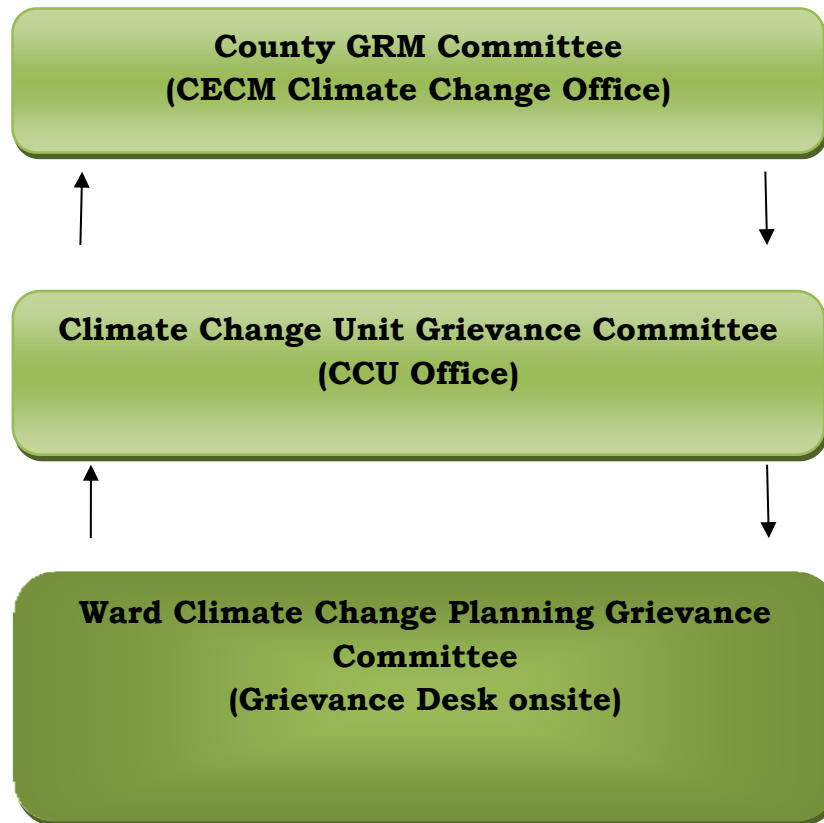 County GRM Committee
(CECM Climate Change Office)
Climate Change Unit Grievance Committee
(CCU Office)
Ward Climate Change Planning Grievance
Committee
(Grievance Desk onsite)